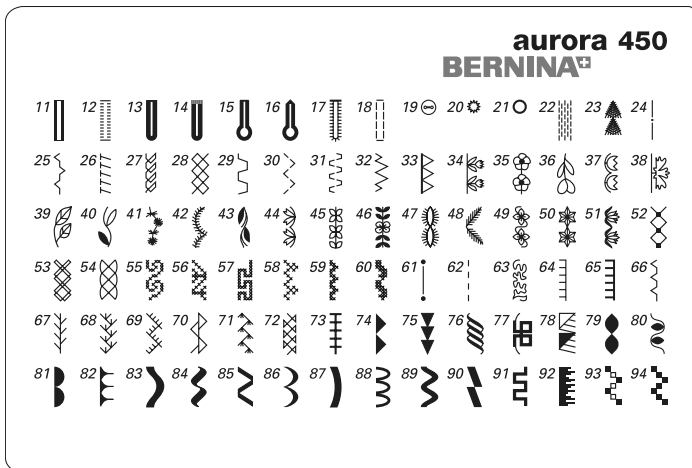 aurora 450
BERNINA
11 12 13 14 15 16 17 18 19 20 21 22 23 24
25 26 27 28 29 30 31 32 33 34 35 36 37 38
39 40 41 42 43 44 45 46 47 48 49 50 51 52
53 54 55 56 57 58 59 60 61 62 63 64 65 66
67 68 69 70 71 72 73 74 75 76 77 78 79 80
81 82 83 84 85 86 87 88 89 90 91 92 93 94